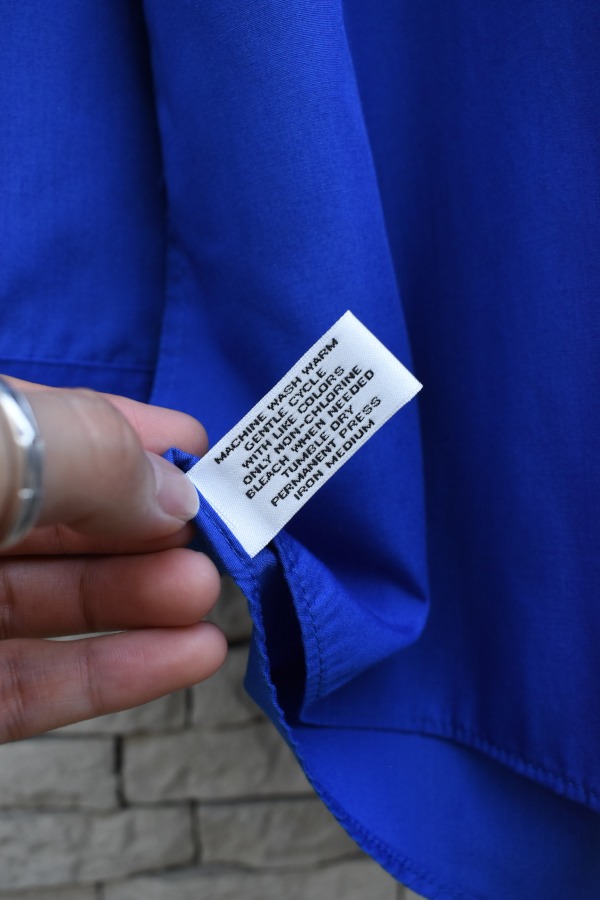 MACHINE WASH WARM
GENTLE CYCLE
WITH LIKE COLORS
ONLY NON-CHLORINE
BLEACH WHEN NEEDED
TUMBLE DRY
PERMANENT PRESS
IRON MEDIUM